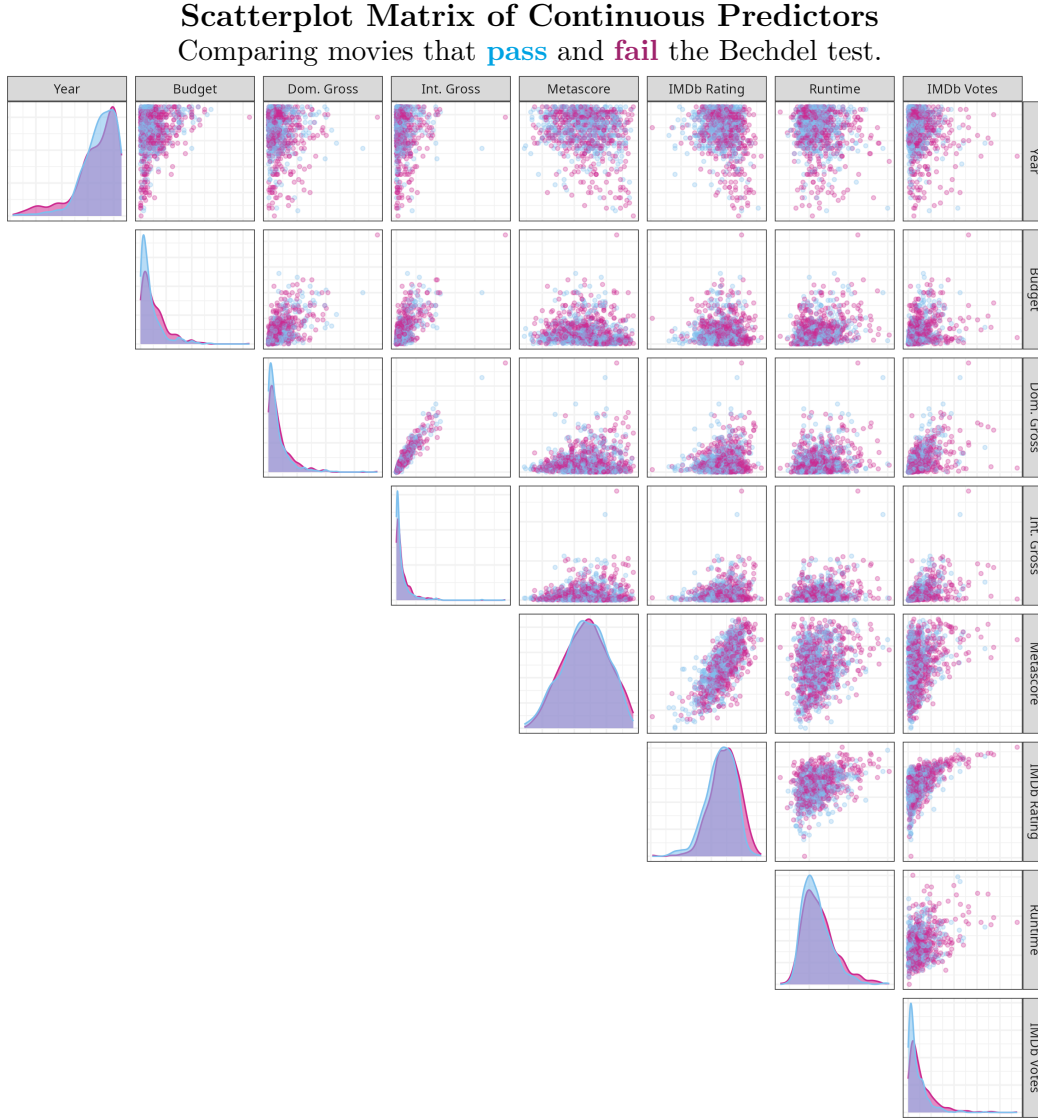 Scatterplot Matrix of Continuous Predictors
Comparing movies that pass and fail the Bechdel test.
Year Budget Dom. Gross Int. Gross Metascore IMDb Rating Runtime IMDb Votes
Year
Budget
Dom. Gross
Int. Gross
Metascore
IMDb Rating
Runtime
IMDb Votes